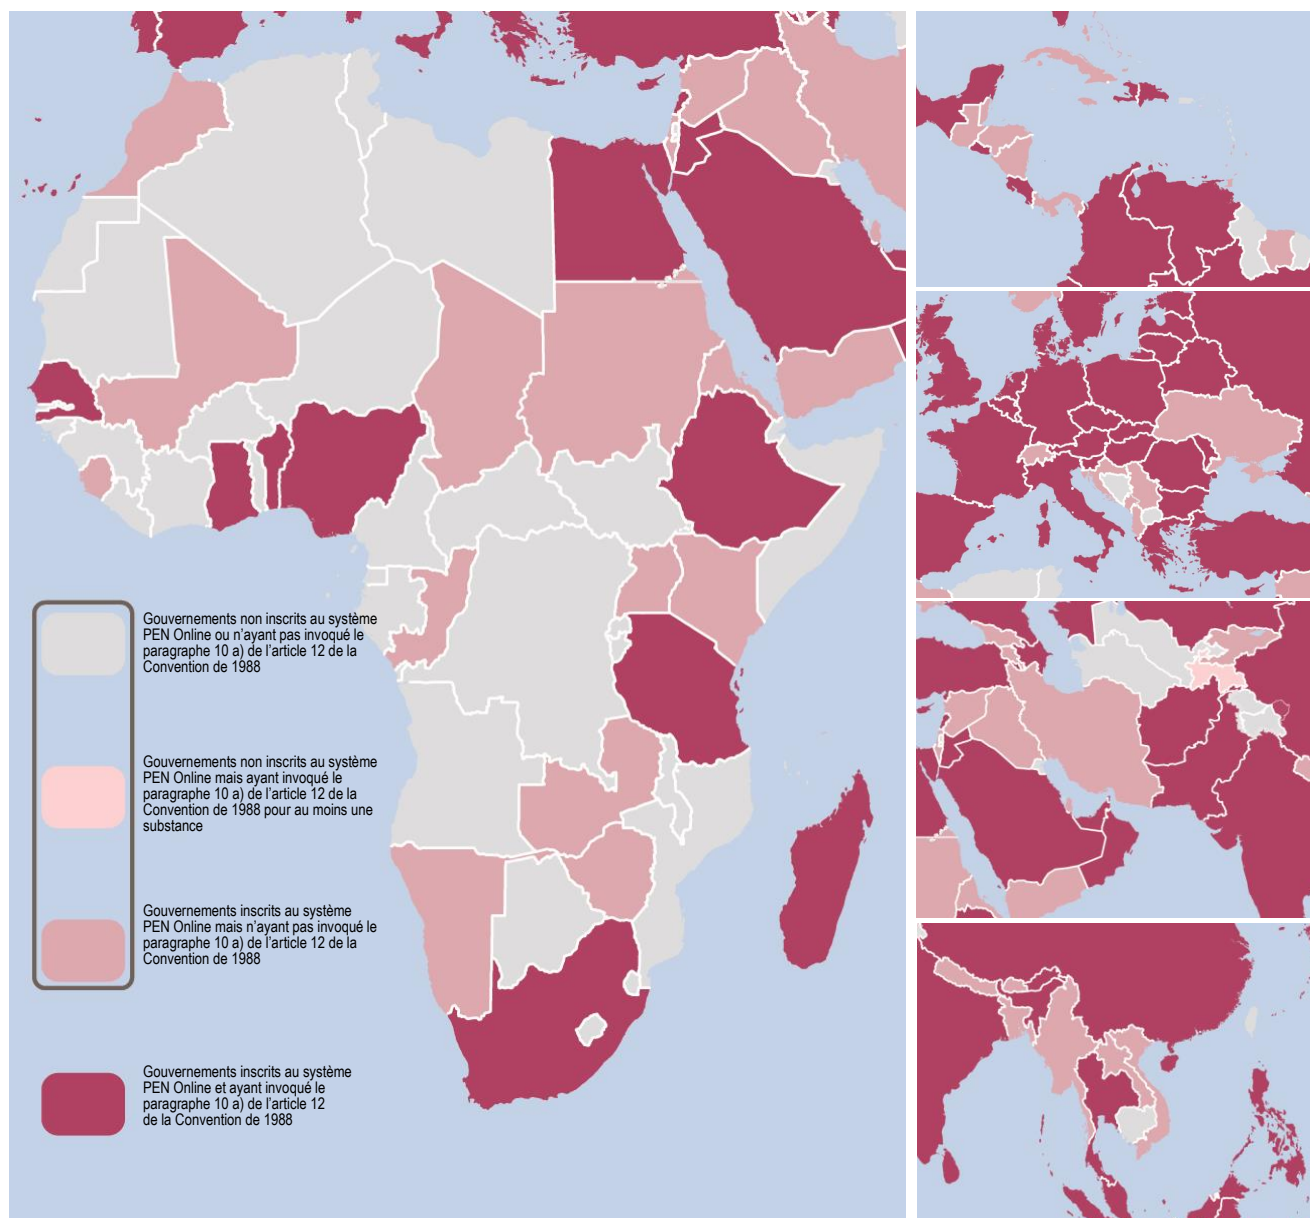 Gouvernements non inscrits au système
PEN Online ou n’ayant pas invoqué le
paragraphe 10 a) de l’article 12 de la
Convention de 1988
Gouvernements non inscrits au système
PEN Online mais ayant invoqué le
paragraphe 10 a) de l’article 12 de la
Convention de 1988 pour au moins une
substance
Gouvernements inscrits au système
PEN Online mais n’ayant pas invoqué le
paragraphe 10 a) de l’article 12 de la
Convention de 1988
Gouvernements inscrits au système
PEN Online et ayant invoqué le
paragraphe 10 a) de l’article 12
de la Convention de 1988